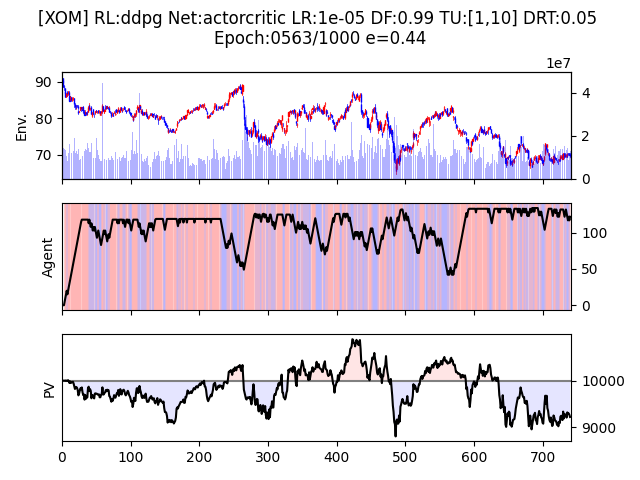 [XOM] RL:ddpg Net:actorcritic LR:1e-05 DF:0.99 TU:[1,10] DRT:0.05
Epoch:0563/1000 e=0.44
1e7
90
80
70
Env.
4
2
0
Agent
100
50
0
PV
10000
9000
0 100 200 300 400 500 600 700